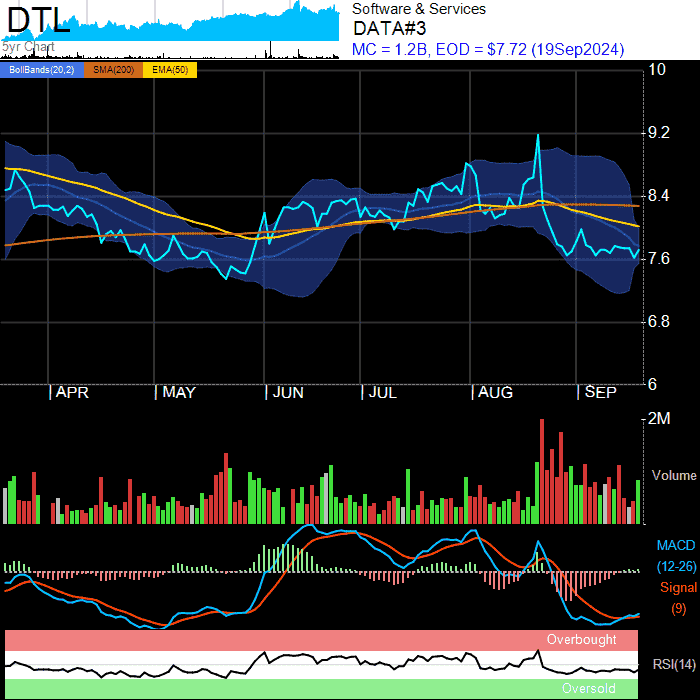 DTL
5yr Chart
Software & Services
DATA#3
MC = 1.2B, EOD = $7.72 (19Sep2024)
BollBands(20,2) SMA(200) EMA(50)
10
9.2
8.4
7.6
6.8
6
APR MAY JUN JUL AUG SEP
2M
Volume
MACD
(12-26)
Signal
(9)
Overbought
RSI(14)
Oversold